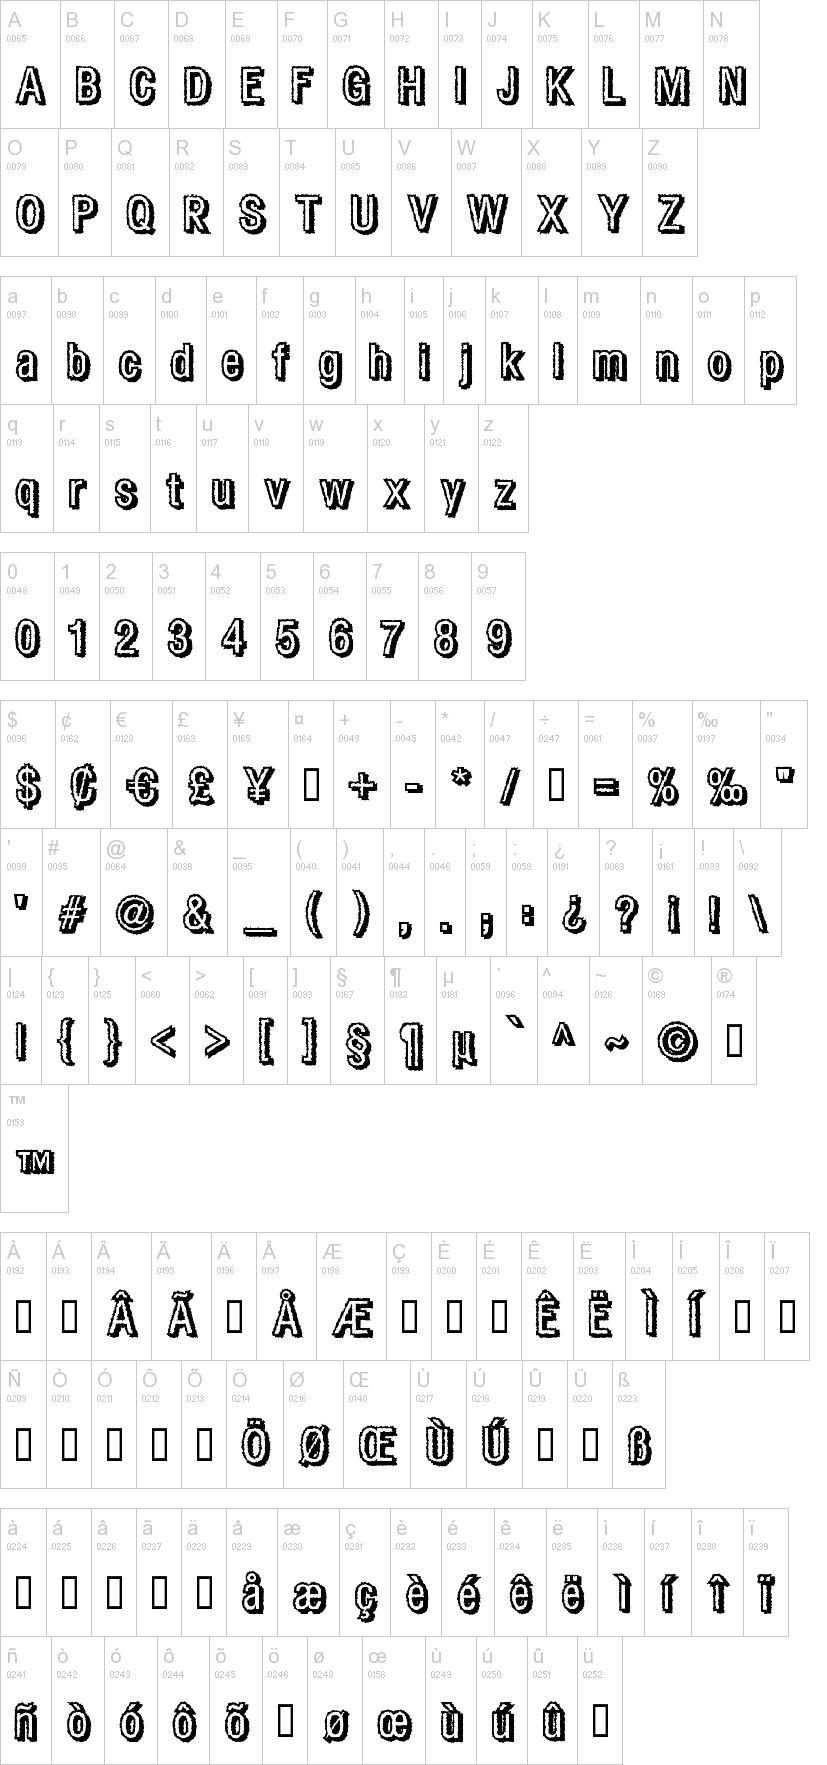 A B C D E F G H I J K L M N
0065 0066 0067 0068 0069 0070 0071 0072 0073 0074 0075 0076 0077 0078
A B C D E F G H I J K L M N
O P Q R S T U V W X Y Z
0079 0080 0081 0082 0083 0084 0085 0086 0087 0088 0089 0090
O P Q R S T U V W X Y Z
a b c d e f g h i j k l m n o p
0097 0098 0099 0100 0101 0102 0103 0104 0105 0106 0107 0108 0109 0110 0111 0112
a b c d e f g h i j k l m n o p
q r s t u v w x y z
0113 0114 0115 0116 0117 0118 0119 0120 0121 0122
q r s t u v w x y z
0 1 2 3 4 5 6 7 8 9
0048 0049 0050 0051 0052 0053 0054 0055 0056 0057
0 1 2 3 4 5 6 7 8 9
$ ¢ € £ ¥ ¤ + - * / ÷ = % ‰ "
0036 0162 0128 0163 0165 0164 0043 0045 0042 0047 0247 0061 0037 0137 0034
$ ¢ € £ ¥ + - * / = % ‰ "
' # @ & _ ( ) , . ; : ¿ ? ¡ ! \
0039 0035 0064 0038 0095 0040 0041 0044 0046 0059 0058 0191 0063 0161 0033 0092
' # @ & _ ( ) , . ; : ¿ ? ¡ ! \
| { } < > [ ] § ¶ µ ` ^ ~ © ®
0124 0123 0125 0060 0062 0091 0093 0167 0182 0181 0096 0094 0126 0169 0174
| { } < > [ ] § ¶ µ ` ^ ~ ©
™
0153
™
À Á Â Ã Ä Å Æ Ç È É Ê Ë Ì Í Î Ï
0192 0193 0194 0195 0196 0197 0198 0199 0200 0201 0202 0203 0204 0205 0206 0207
Â Ã Å Æ Ê Ë Ì Í
Ñ Ò Ó Ô Õ Ö Ø Œ Ù Ú Û Ü ß
0209 0210 0211 0212 0213 0214 0216 0140 0217 0218 0219 0220 0223
Ö Ø Œ Ù Ú ß
à á â ã ä å æ ç è é ê ë ì í î ï
0224 0225 0226 0227 0228 0229 0230 0231 0232 0233 0234 0235 0236 0237 0238 0239
å æ ç è é ê ë ì í î ï
ñ ò ó ô õ ö ø œ ù ú û ü
0241 0242 0243 0244 0245 0246 0248 0156 0249 0250 0251 0252
ñ ò ó ô õ ø œ ù ú û